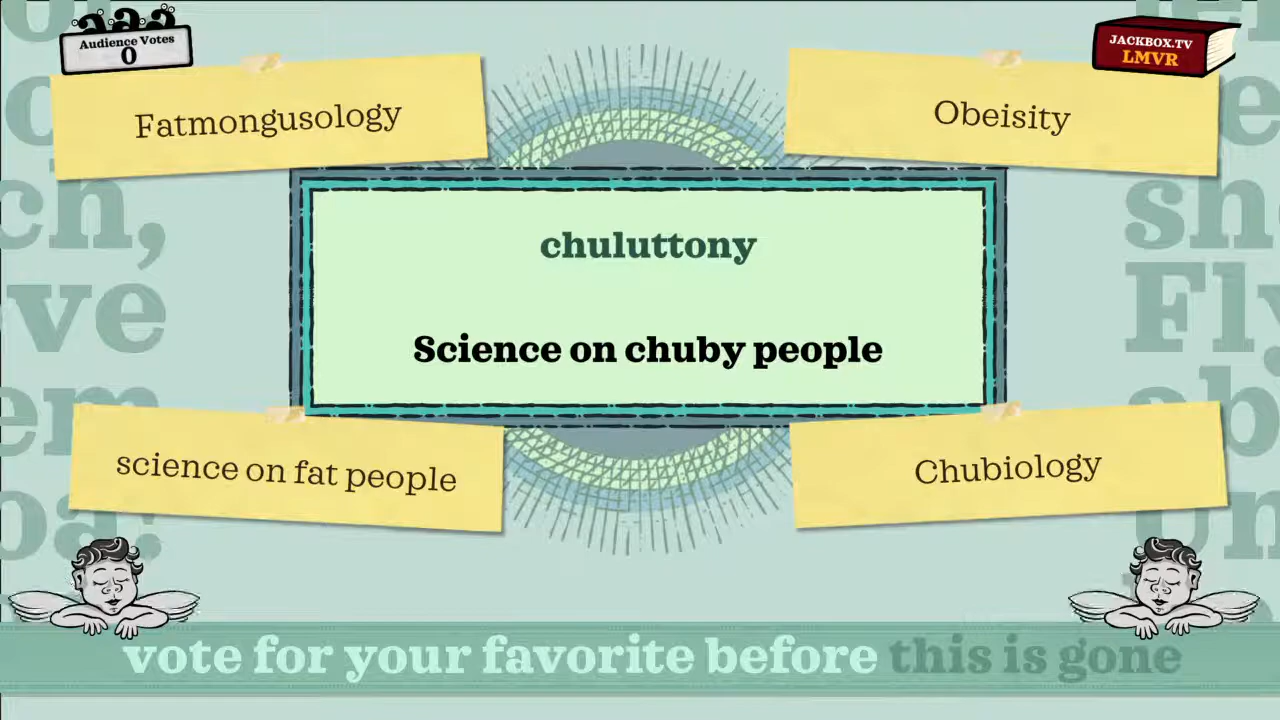 Audience Votes
0
JACKBOX.TV
LMVR
Fatmongusology
Obeisity
chuluttony
Science on chuby people
science on fat people
Chubiology
vote for your favorite before this is gone